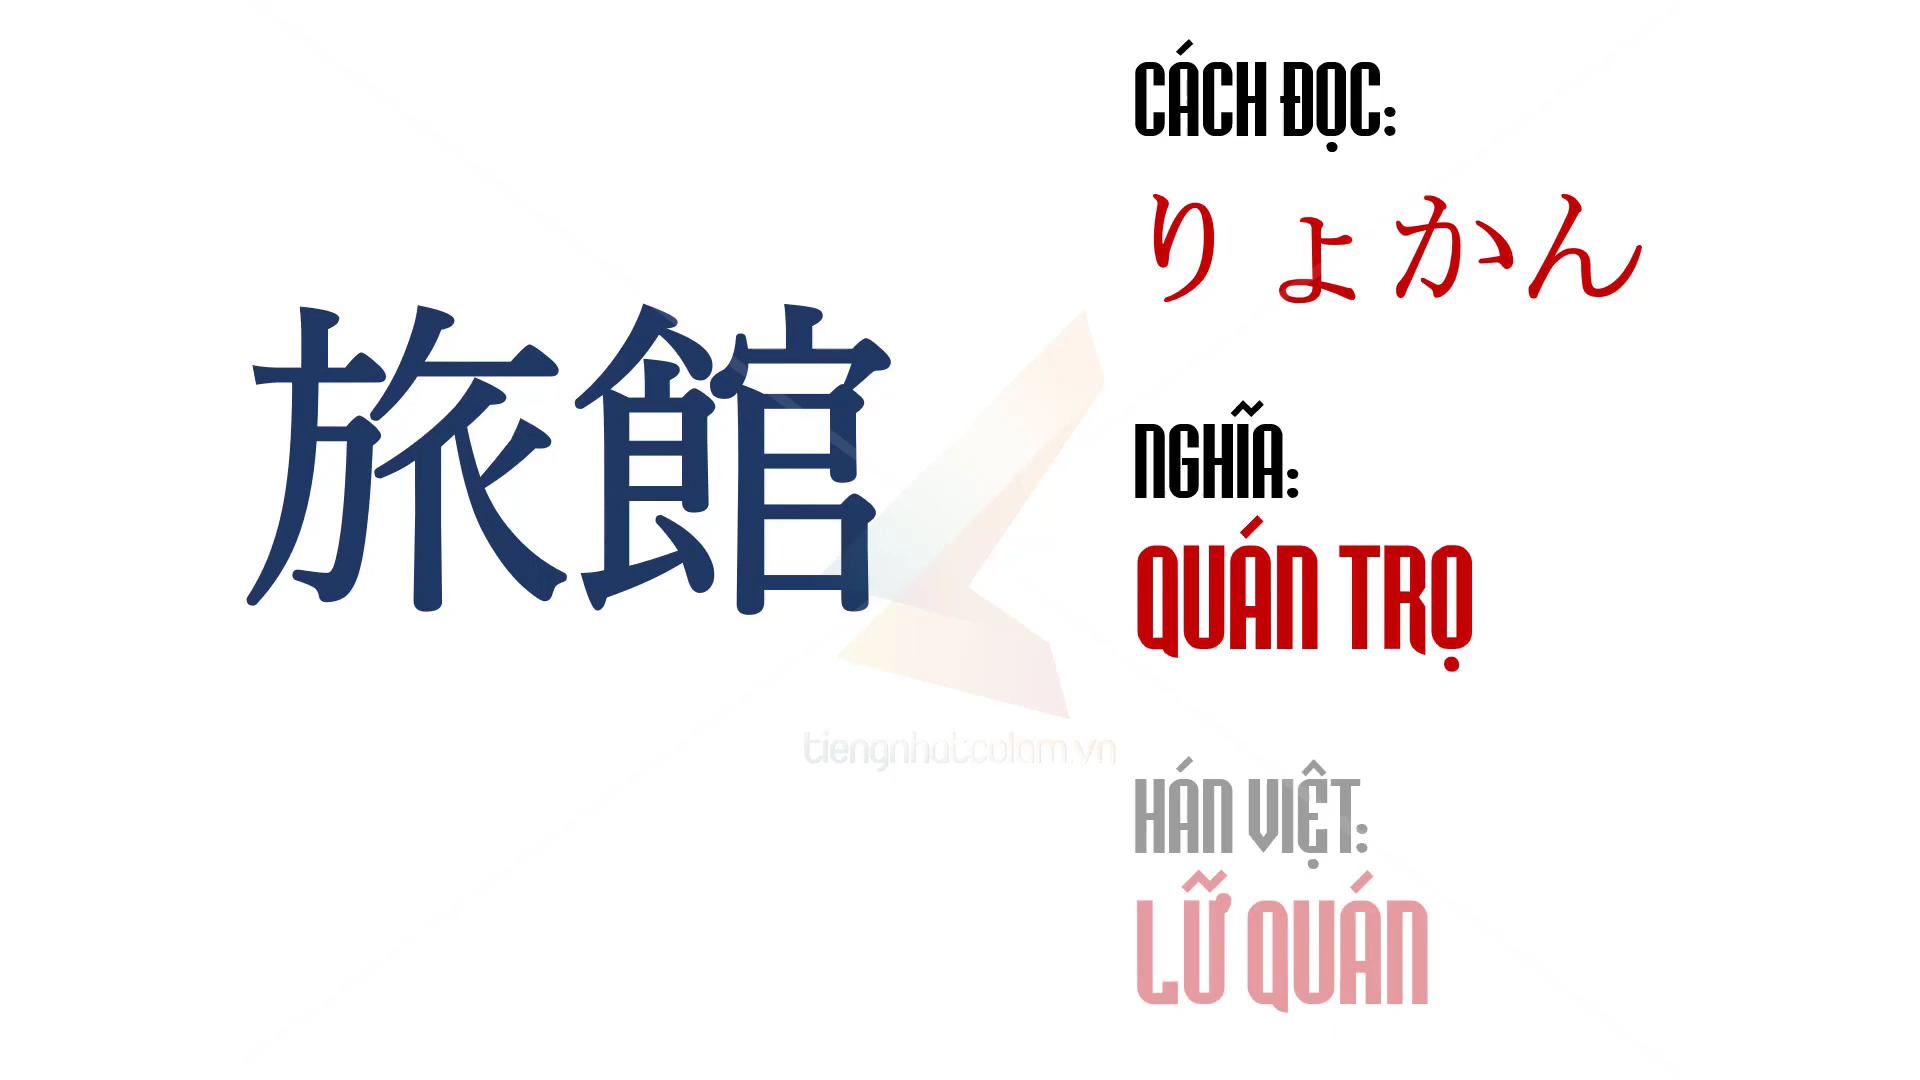 旅館
CÁCH ĐỌC:
りょかん
NGHĨA:
QUÁN TRỌ
HÁN VIỆT:
LỮ QUÁN
tiengnhatcolam.vn